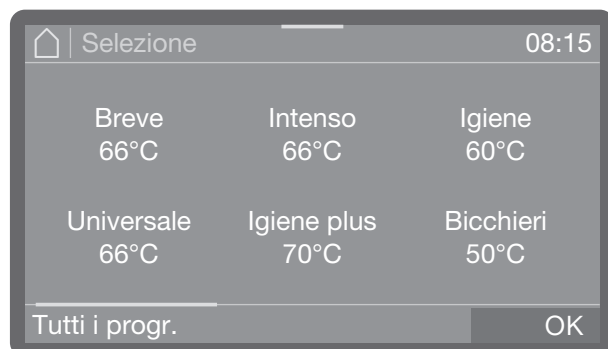 Selezione 08:15
Breve Intenso Igiene
66°C 66°C 60°C
Universale Igiene plus Bicchieri
66°C 70°C 50°C
Tutti i progr. OK